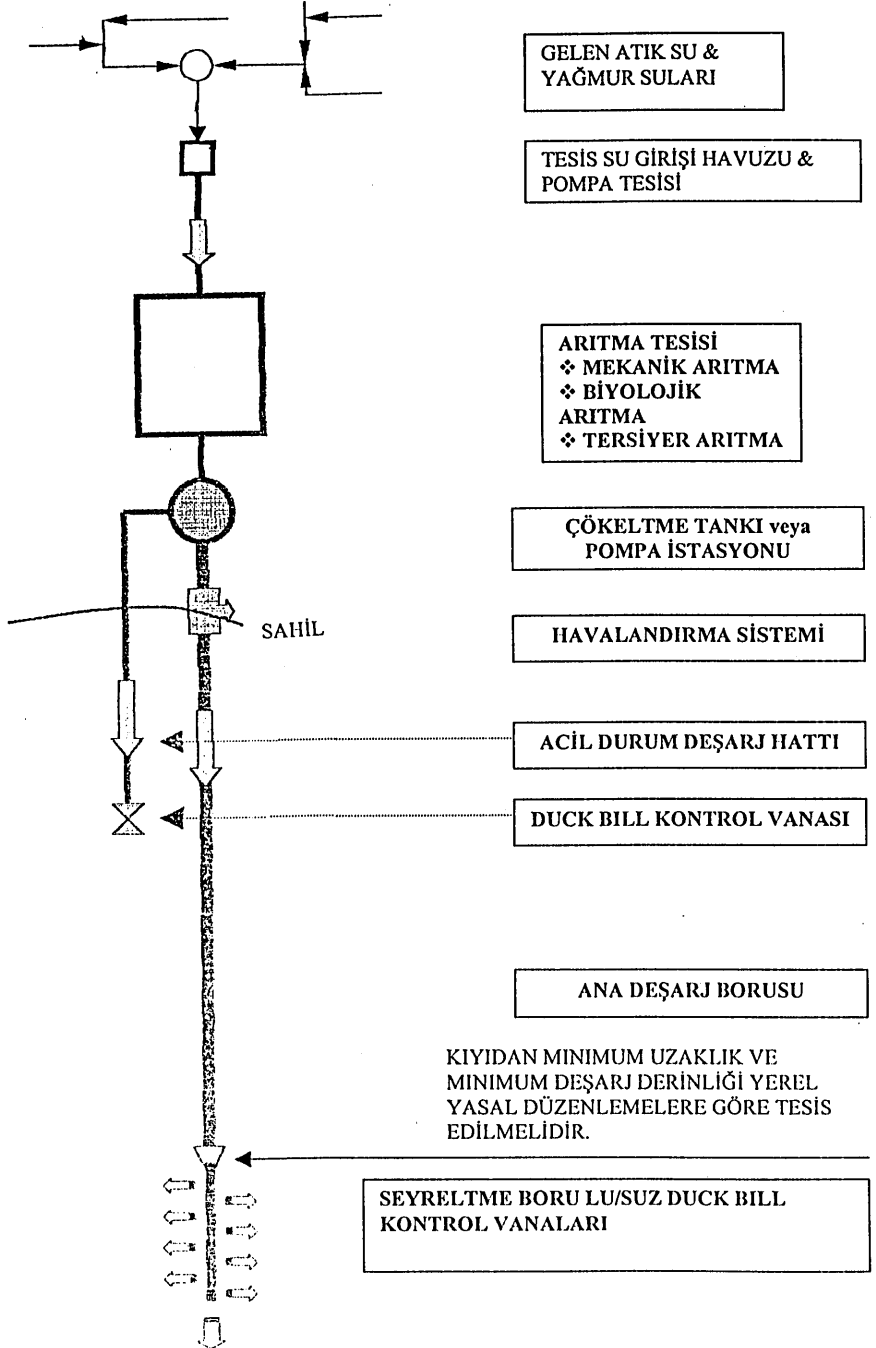 GELEN ATIK SU &
YAĞMUR SULARI
TESİS SU GİRİŞİ HAVUZU &
POMPA TESİSİ
ARITMA TESİSİ
❖ MEKANİK ARITMA
❖ BİYOLOJİK
ARITMA
❖ TERSİYER ARITMA
ÇÖKELTME TANKI veya
POMPA İSTASYONU
SAHİL
HAVALANDIRMA SİSTEMİ
ACİL DURUM DEŞARJ HATTI
DUCK BILL KONTROL VANASI
ANA DEŞARJ BORUSU
KIYIDAN MINIMUM UZAKLIK VE
MINIMUM DEŞARJ DERİNLİĞİ YEREL
YASAL DÜZENLEMELERE GÖRE TESİS
EDİLMELİDİR.
SEYRELTME BORU LU/SUZ DUCK BILL
KONTROL VANALARI